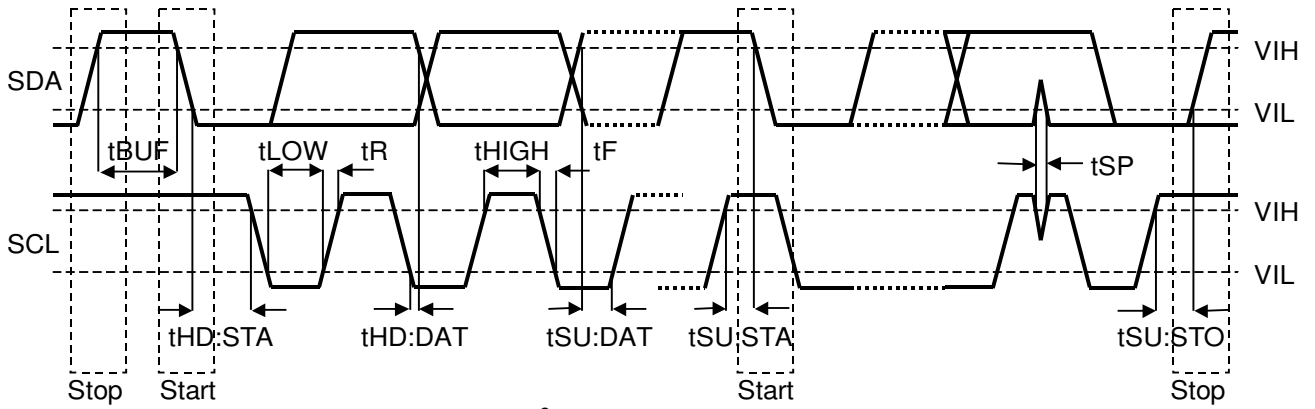 VIH
SDA
VIL
tBUF tLOW tR tHIGH tF tSP
VIH
SCL
VIL
tHD:STA tHD:DAT tSU:DAT tSU:STA tSU:STO
Stop Start Start Stop